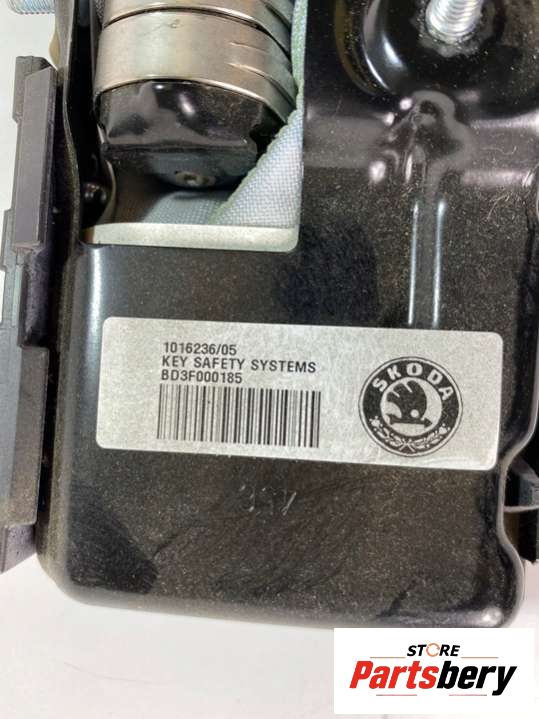 1016236/05
KEY SAFETY SYSTEMS
BD3F000185
SKODA
STORE
Partsbery